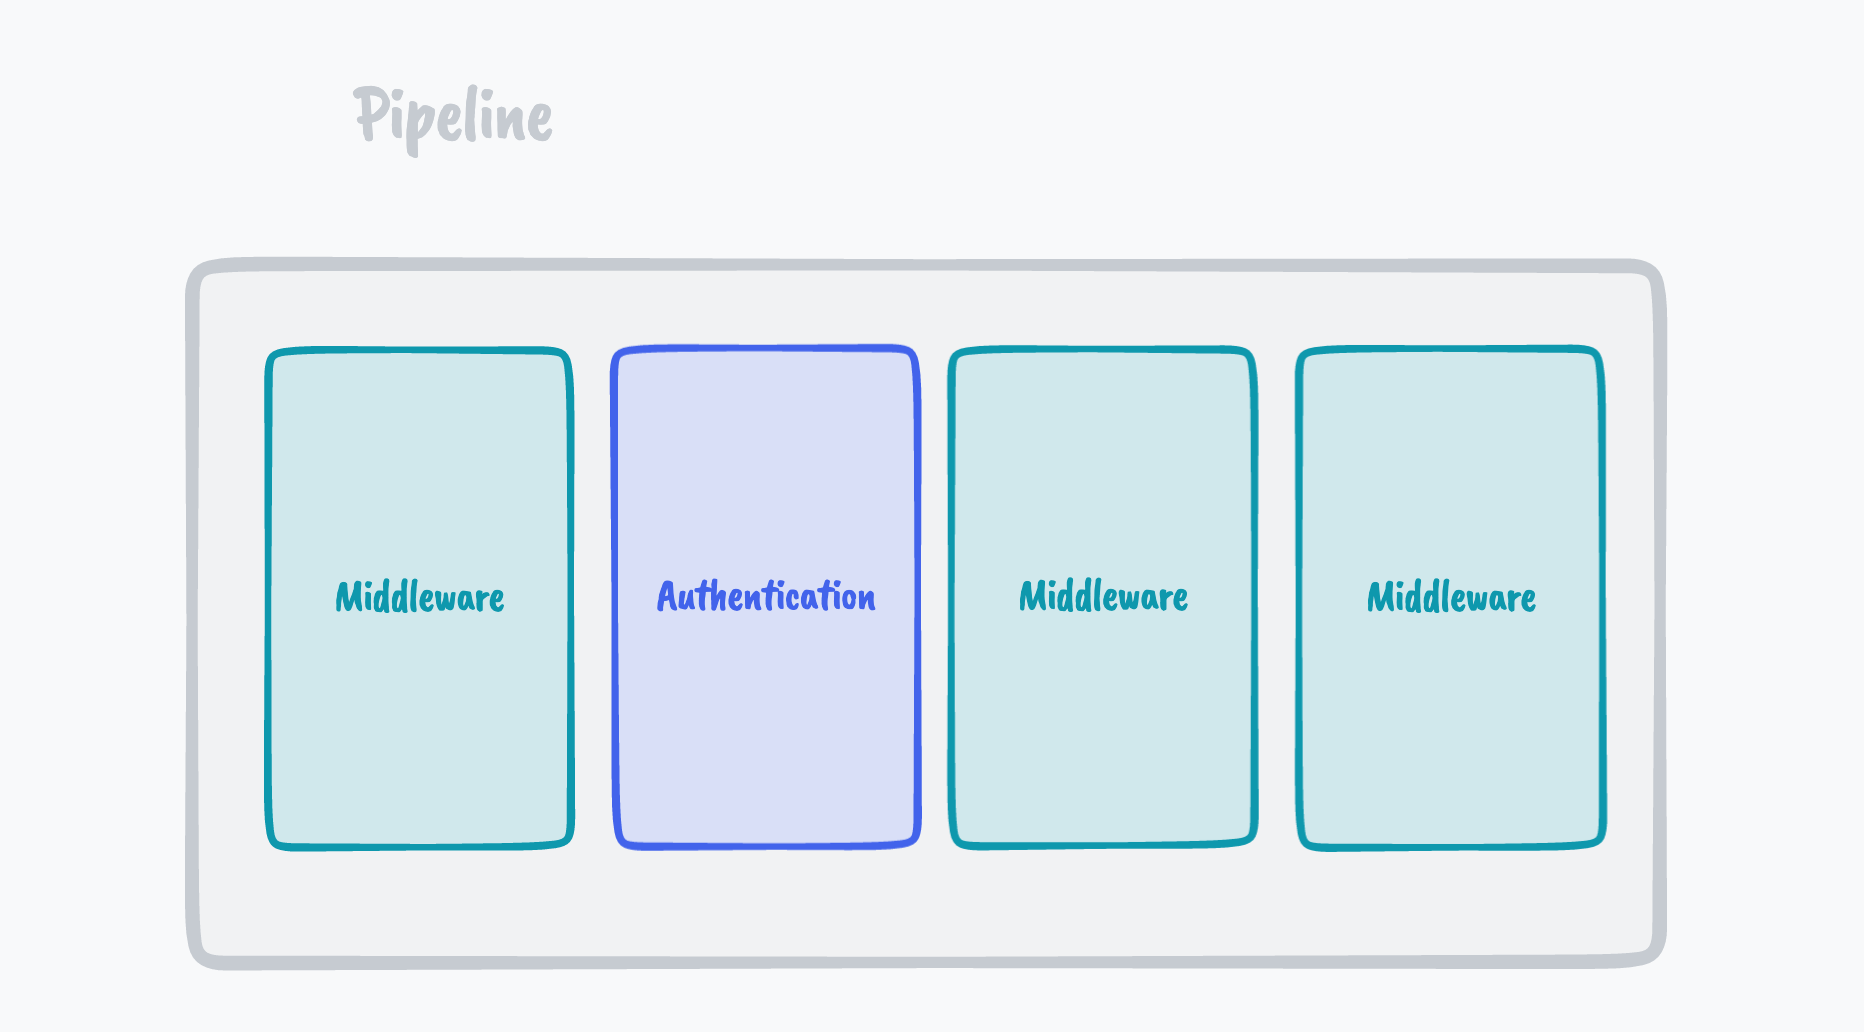 Pipeline
Middleware
Authentication
Middleware
Middleware